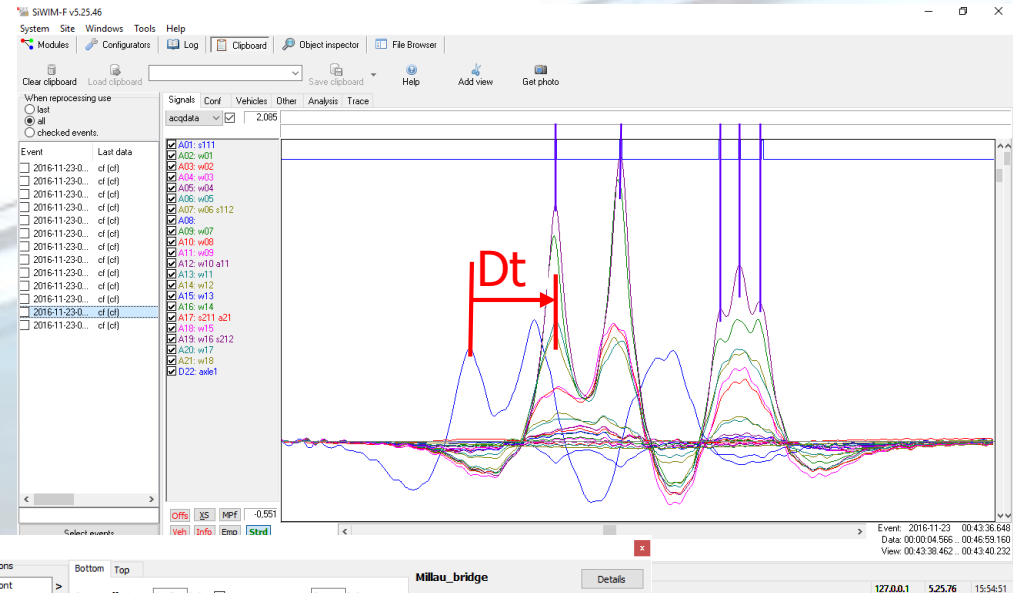 SiWIM-F v5.25.46
System Site Windows Tools Help
Modules Configurators Log Clipboard Object inspector File Browser
Clear clipboard Load clipboard Save clipboard Help Add view Get photo
When reprocessing use
last
all
checked events.
Signals Conf Vehicles Other Analysis Trace
acqdata 2,085
Event Last data
2016-11-23-0... cf (cf)
2016-11-23-0... cf (cf)
2016-11-23-0... cf (cf)
2016-11-23-0... cf (cf)
2016-11-23-0... cf (cf)
2016-11-23-0... cf (cf)
2016-11-23-0... cf (cf)
2016-11-23-0... cf (cf)
2016-11-23-0... cf (cf)
2016-11-23-0... cf (cf)
2016-11-23-0... cf (cf)
2016-11-23-0... cf (cf)
2016-11-23-0... cf (cf)
A01: s111
A02: w01
A03: w02
A04: w03
A05: w04
A06: w05
A07: w06 s112
A08:
A09: w07
A10: w08
A11: w09
A12: w10 a11
A13: w11
A14: w12
A15: w13
A16: w14
A17: s211 a21
A18: w15
A19: w16 s212
A20: w17
A21: w18
D22: axle1
Dt
Offs XS MPf -0,551
Veh Info Emp Strd
Select events
Event: 2016-11-23 00:43:36.648
Data: 00:00:04.566 .. 00:46:59.160
View: 00:43:38.462 .. 00:43:40.232
Bottom Top
Millau_bridge
Details
127.0.0.1 5.25.76 15:54:51